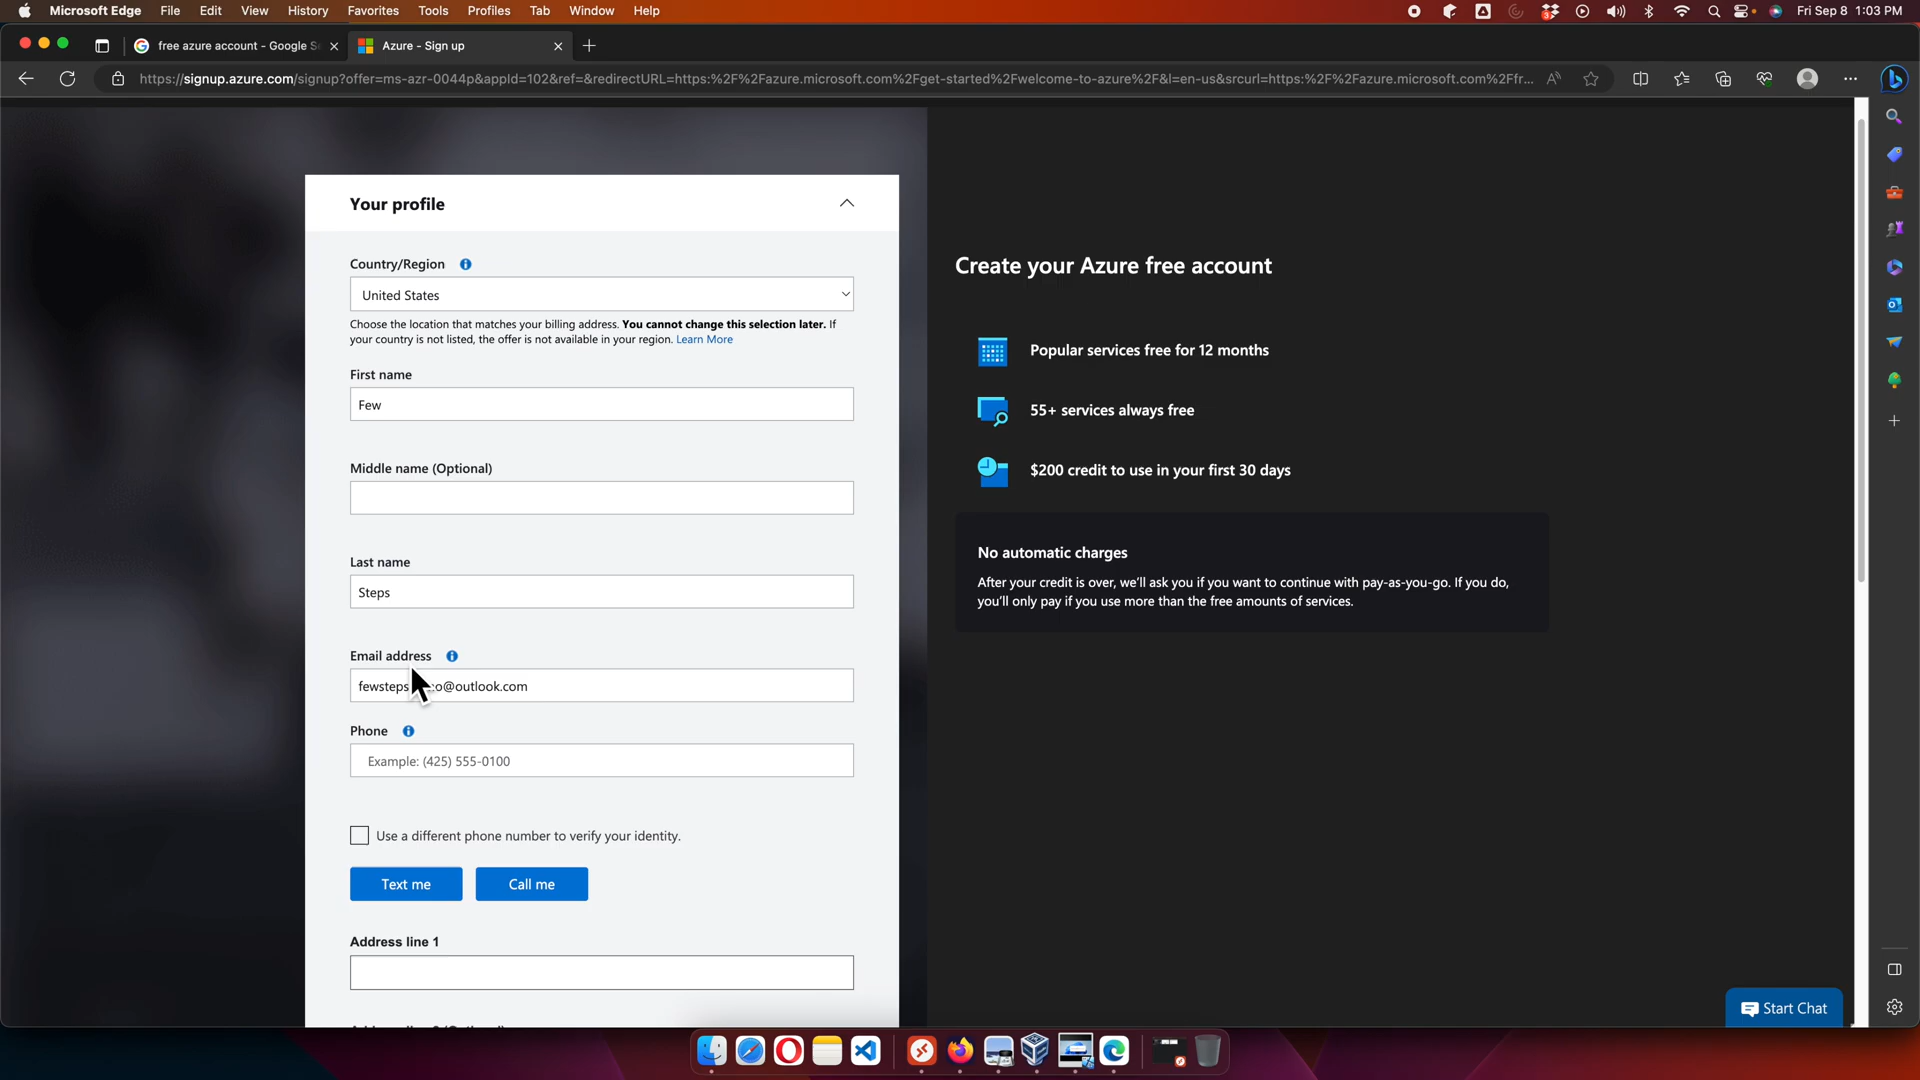 Microsoft Edge File Edit View History Favorites Tools Profiles Tab Window Help Fri Sep 8 1:03 PM
free azure account - Google S
Azure - Sign up
https://signup.azure.com/signup?offer=ms-azr-0044p&appId=102&ref=&redirectURL=https:%2F%2Fazure.microsoft.com%2Fget-started%2Fwelcome-to-azure%2F&l=en-us&srcurl=https:%2F%2Fazure.microsoft.com%2Ffr...
Your profile
Country/Region
United States
Choose the location that matches your billing address. You cannot change this selection later. If
your country is not listed, the offer is not available in your region. Learn More
First name
Few
Middle name (Optional)
Last name
Steps
Email address
fewsteps o@outlook.com
Phone
Example: (425) 555-0100
Use a different phone number to verify your identity.
Text me
Call me
Address line 1
Create your Azure free account
Popular services free for 12 months
55+ services always free
$200 credit to use in your first 30 days
No automatic charges
After your credit is over, we'll ask you if you want to continue with pay-as-you-go. If you do,
you'll only pay if you use more than the free amounts of services.
Start Chat